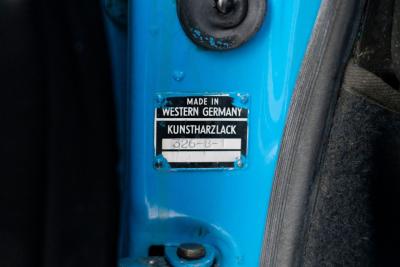 MADE IN
WESTERN GERMANY
KUNSTHARZLACK
326-B-1